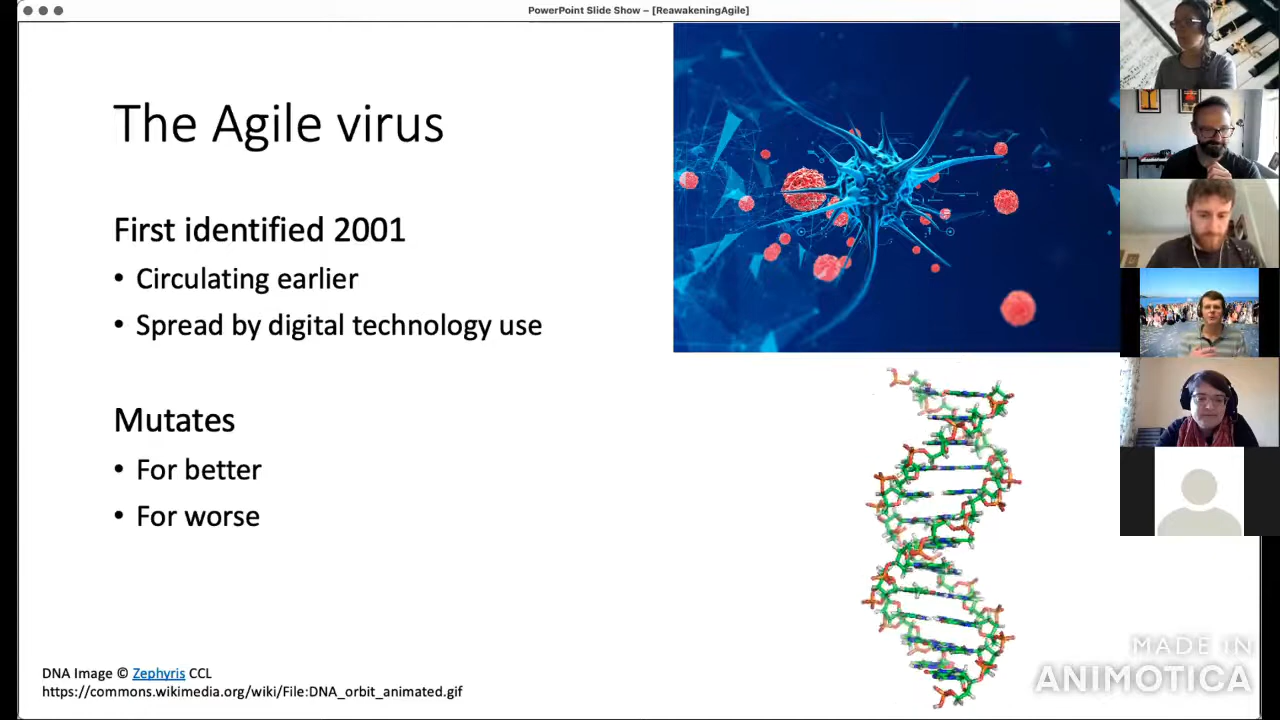 PowerPoint Slide Show – [ReawakeningAgile]
The Agile virus
First identified 2001
• Circulating earlier
• Spread by digital technology use
Mutates
• For better
• For worse
DNA Image © Zephyris CCL
https://commons.wikimedia.org/wiki/File:DNA_orbit_animated.gif
MADE IN
ANIMOTICA